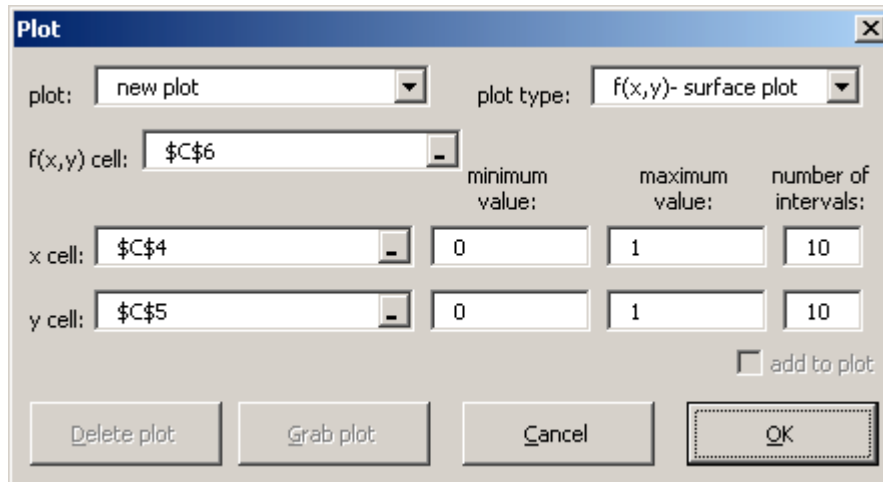 Plot
plot: new plot plot type: f(x,y)- surface plot
f(x,y) cell: $C$6
minimum value: maximum value: number of intervals:
x cell: $C$4 0 1 10
y cell: $C$5 0 1 10
add to plot
Delete plot Grab plot Cancel OK